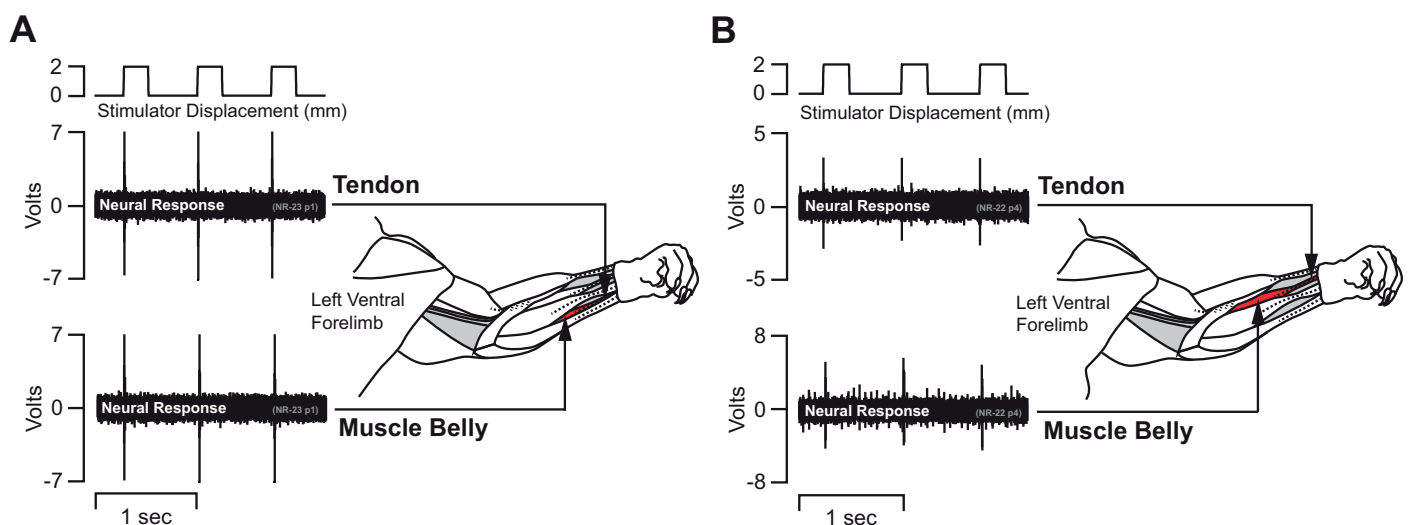 A
2
0
Stimulator Displacement (mm)
7
0
-7
Volts
Neural Response (NR-23 p1)
Tendon
Left Ventral
Forelimb
7
0
-7
Volts
Neural Response (NR-23 p1)
Muscle Belly
1 sec
B
2
0
Stimulator Displacement (mm)
5
0
-5
Volts
Neural Response (NR-22 p4)
Tendon
Left Ventral
Forelimb
8
0
-8
Volts
Neural Response (NR-22 p4)
Muscle Belly
1 sec